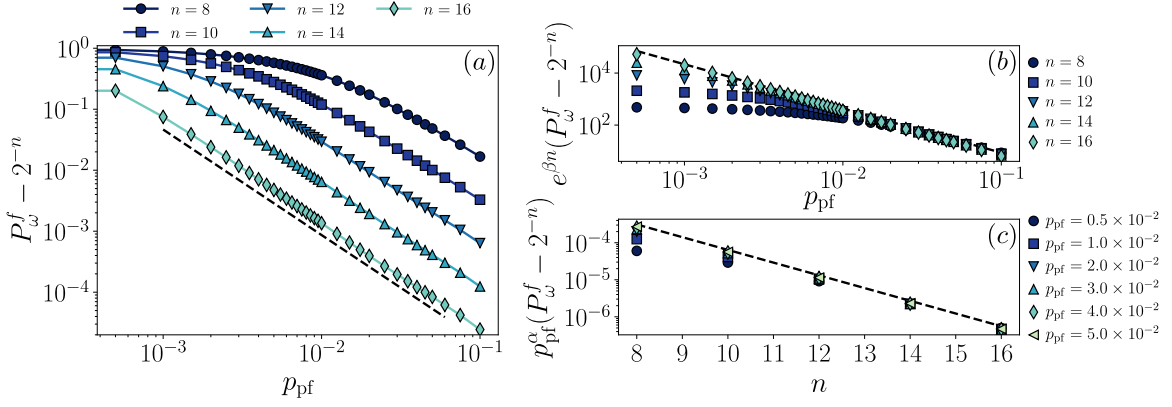 n = 8 n = 12 n = 16
n = 10 n = 14
(a)
10^0
10^{-1}
10^{-2}
10^{-3}
10^{-4}
P_ω^f − 2^{−n}
10^{-3} 10^{-2} 10^{-1}
p_pf
(b)
10^4
10^2
e^{βn}(P_ω^f − 2^{−n})
10^{-3} 10^{-2} 10^{-1}
p_pf
n = 8
n = 10
n = 12
n = 14
n = 16
(c)
10^{-4}
10^{-5}
10^{-6}
p_pf^α(P_ω^f − 2^{−n})
8 9 10 11 12 13 14 15 16
n
p_pf = 0.5 × 10^{-2}
p_pf = 1.0 × 10^{-2}
p_pf = 2.0 × 10^{-2}
p_pf = 3.0 × 10^{-2}
p_pf = 4.0 × 10^{-2}
p_pf = 5.0 × 10^{-2}